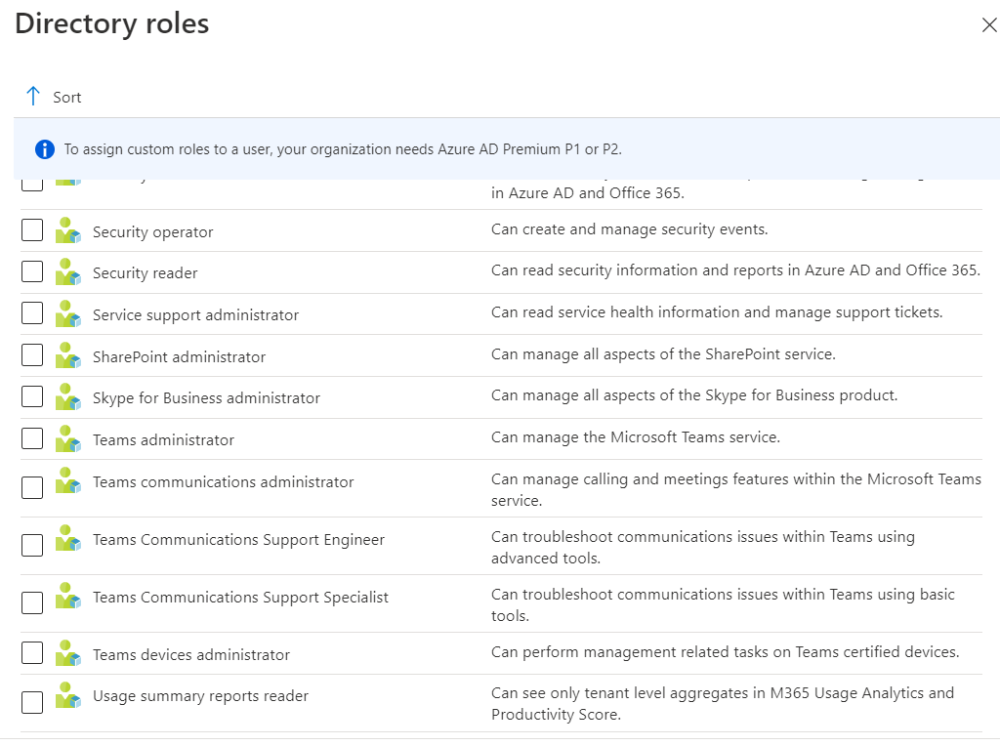 Directory roles
Sort
To assign custom roles to a user, your organization needs Azure AD Premium P1 or P2.
in Azure AD and Office 365.
Security operator
Can create and manage security events.
Security reader
Can read security information and reports in Azure AD and Office 365.
Service support administrator
Can read service health information and manage support tickets.
SharePoint administrator
Can manage all aspects of the SharePoint service.
Skype for Business administrator
Can manage all aspects of the Skype for Business product.
Teams administrator
Can manage the Microsoft Teams service.
Teams communications administrator
Can manage calling and meetings features within the Microsoft Teams
service.
Teams Communications Support Engineer
Can troubleshoot communications issues within Teams using
advanced tools.
Teams Communications Support Specialist
Can troubleshoot communications issues within Teams using basic
tools.
Teams devices administrator
Can perform management related tasks on Teams certified devices.
Usage summary reports reader
Can see only tenant level aggregates in M365 Usage Analytics and
Productivity Score.